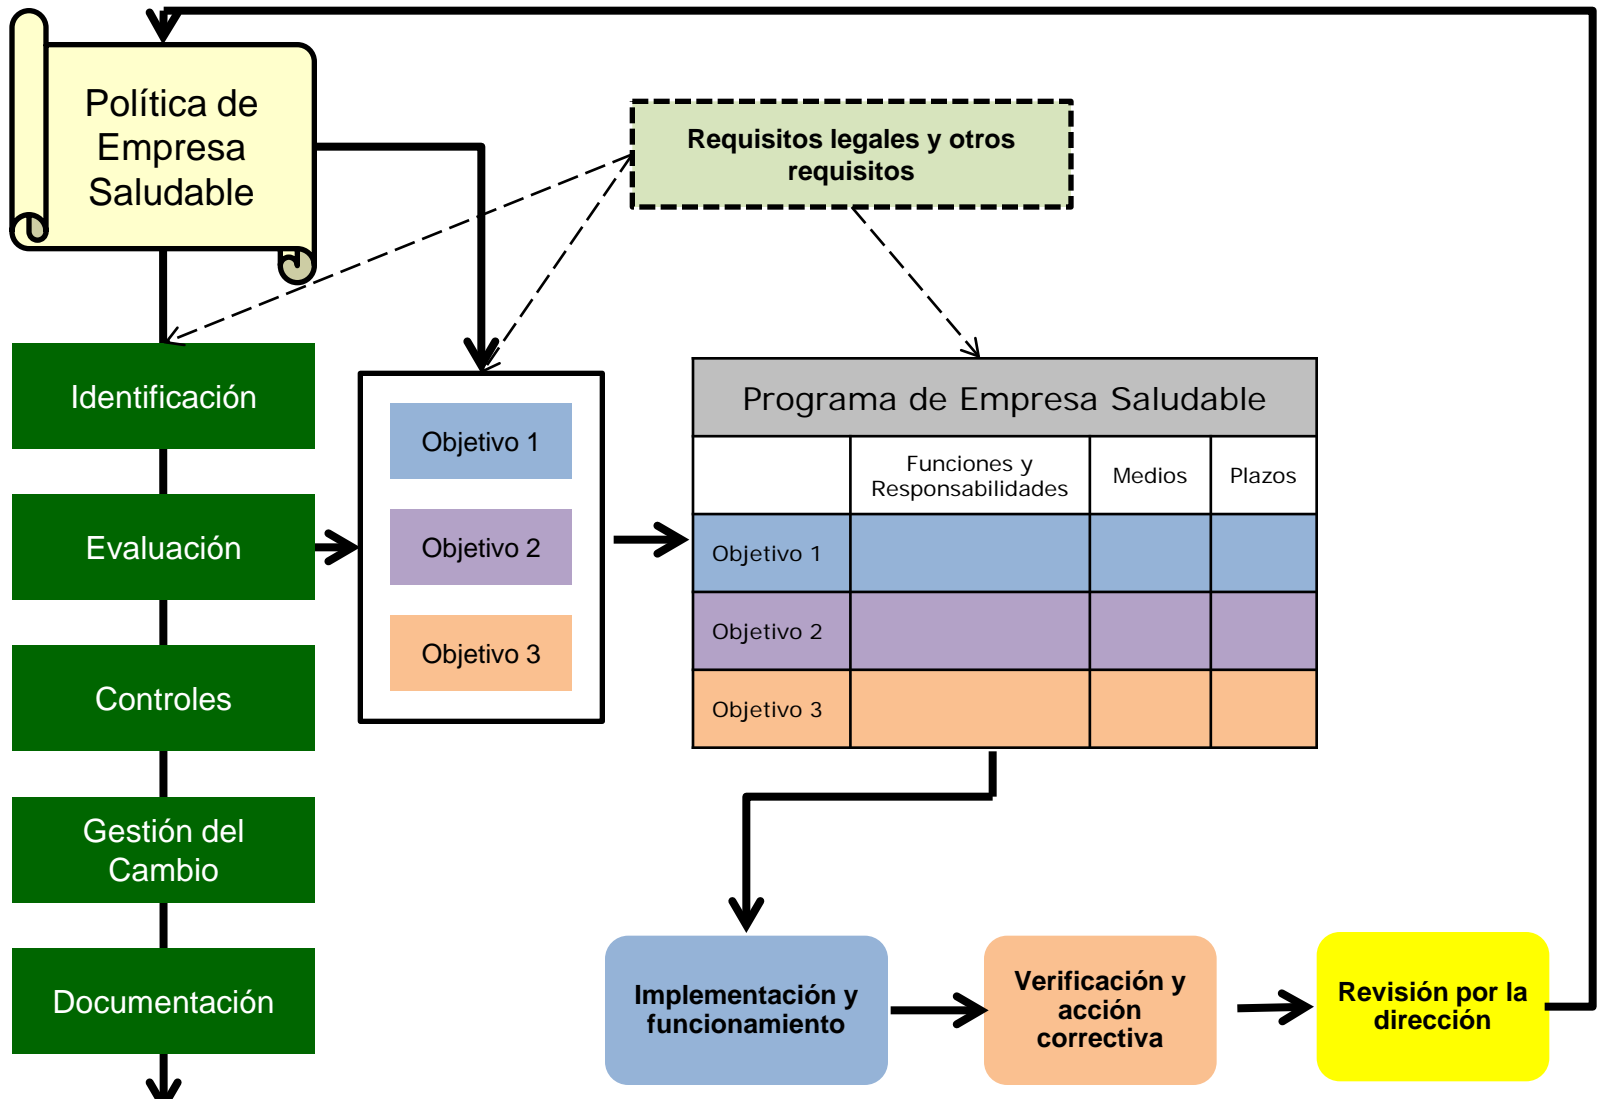 Política de
Empresa
Saludable
Requisitos legales y otros
requisitos
Identificación
Evaluación
Controles
Gestión del
Cambio
Documentación
Objetivo 1
Objetivo 2
Objetivo 3
Programa de Empresa Saludable
Funciones y
Responsabilidades
Medios
Plazos
Objetivo 1
Objetivo 2
Objetivo 3
Implementación y
funcionamiento
Verificación y
acción
correctiva
Revisión por la
dirección